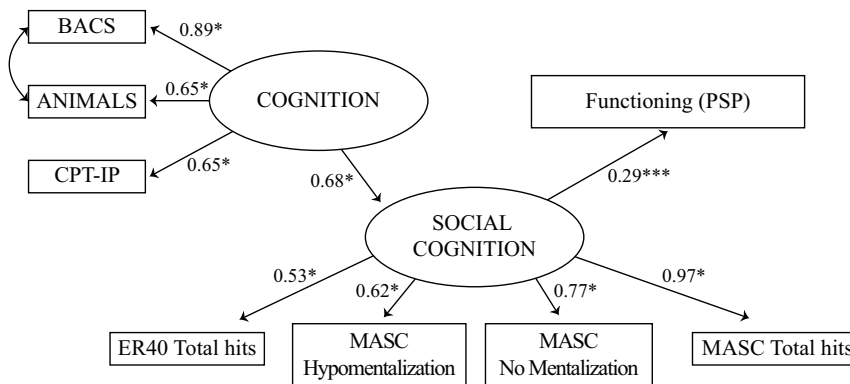 BACS
0.89*
ANIMALS
0.65*
COGNITION
Functioning (PSP)
CPT-IP
0.65*
0.68*
0.29***
SOCIAL
COGNITION
0.53*
0.62*
0.77*
0.97*
ER40 Total hits
MASC
Hypomentalization
MASC
No Mentalization
MASC Total hits